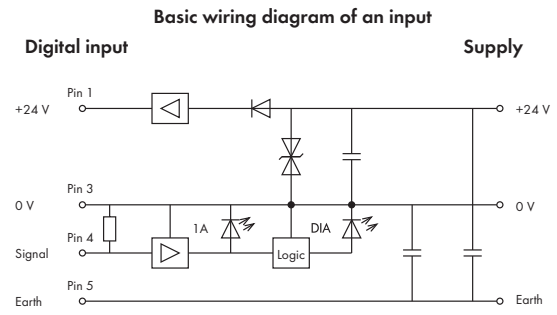 Basic wiring diagram of an input
Digital input
Supply
Pin 1
+24 V
+24 V
Pin 3
0 V
0 V
1A
DIA
Pin 4
Signal
Logic
Pin 5
Earth
Earth